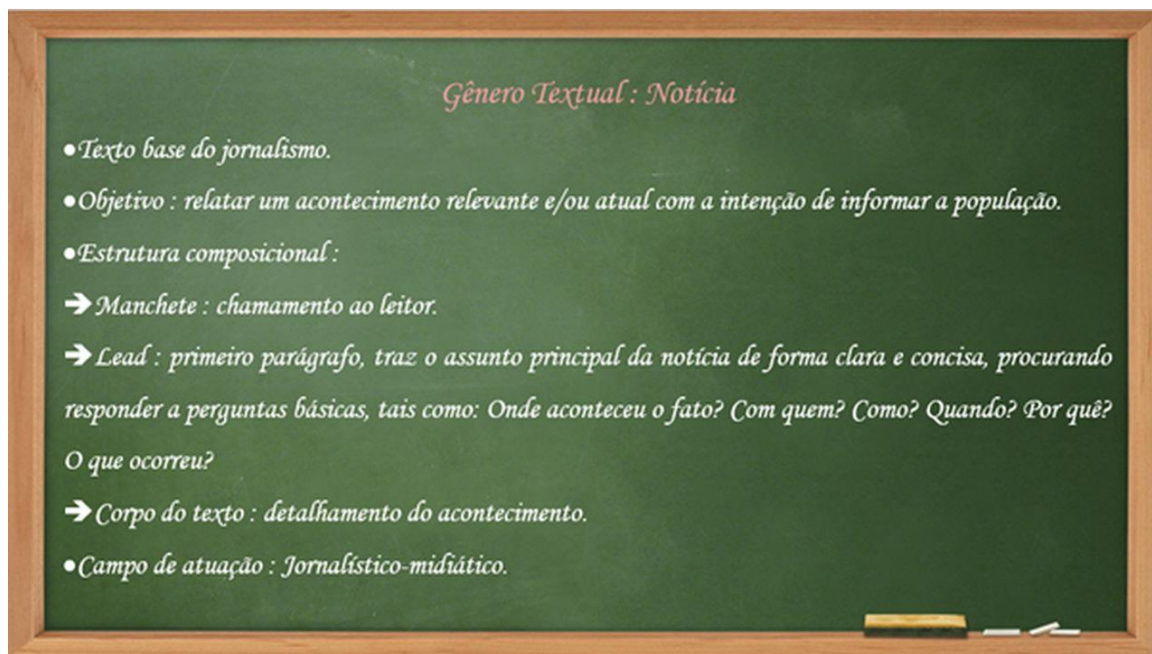 Gênero Textual : Notícia
•Texto base do jornalismo.
•Objetivo : relatar um acontecimento relevante e/ou atual com a intenção de informar a população.
•Estrutura composicional :
➔ Manchete : chamamento ao leitor.
➔ Lead : primeiro parágrafo, traz o assunto principal da notícia de forma clara e concisa, procurando
responder a perguntas básicas, tais como: Onde aconteceu o fato? Com quem? Como? Quando? Por quê?
O que ocorreu?
➔ Corpo do texto : detalhamento do acontecimento.
•Campo de atuação : Jornalístico-midiático.